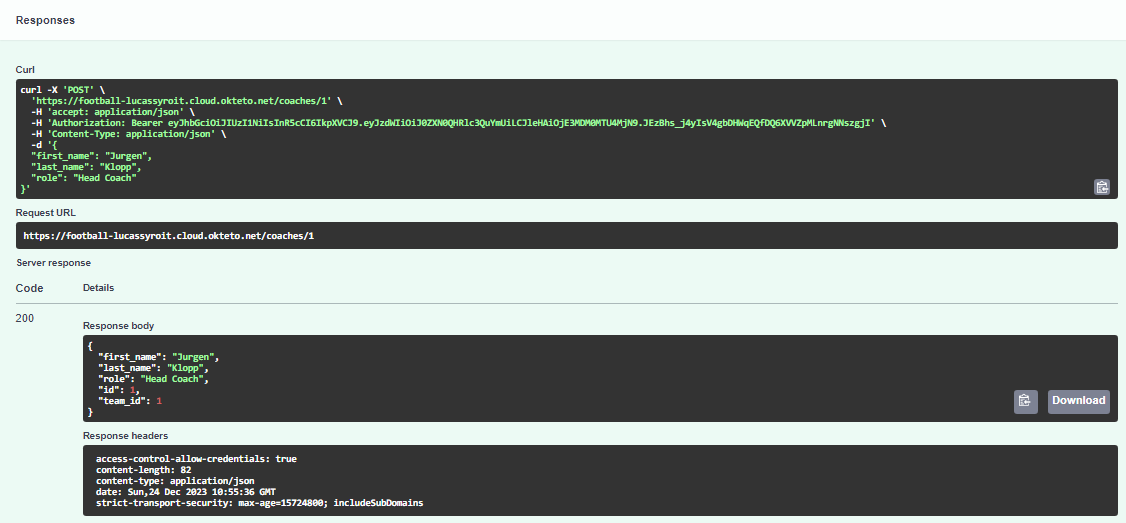 Responses
Curl
curl -X 'POST' \
'https://football-lucassyroit.cloud.okteto.net/coaches/1' \
-H 'accept: application/json' \
-H 'Authorization: Bearer eyJhbGciOiJIUzI1NiIsInR5cCI6IkpXVCJ9.eyJzdWIiOiJ0ZXN0QHRlc3QuYmUiLCJleHAiOjE3MDM0MTU4MjN9.JEzBhs_j4yIsV4gbDHWqEQfDQ6XVVZpMLnrgNNszgjI' \
-H 'Content-Type: application/json' \
-d '{
"first_name": "Jurgen",
"last_name": "Klopp",
"role": "Head Coach"
}'
Request URL
https://football-lucassyroit.cloud.okteto.net/coaches/1
Server response
Code Details
200
Response body
{
"first_name": "Jurgen",
"last_name": "Klopp",
"role": "Head Coach",
"id": 1,
"team_id": 1
}
Download
Response headers
access-control-allow-credentials: true
content-length: 82
content-type: application/json
date: Sun,24 Dec 2023 10:55:36 GMT
strict-transport-security: max-age=15724800; includeSubDomains